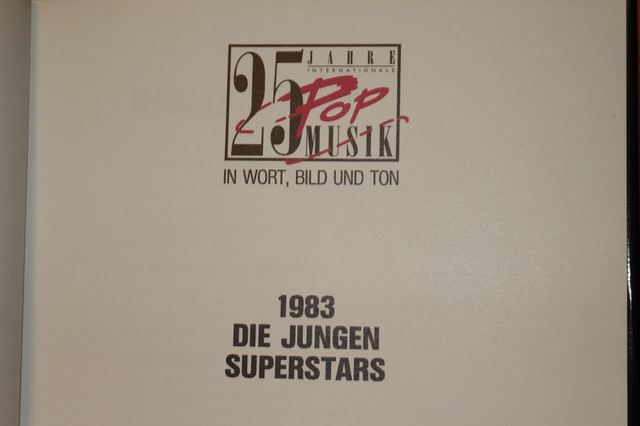 25 JAHRE
INTERNATIONALE
Pop
MUSIK
IN WORT, BILD UND TON
1983
DIE JUNGEN
SUPERSTARS